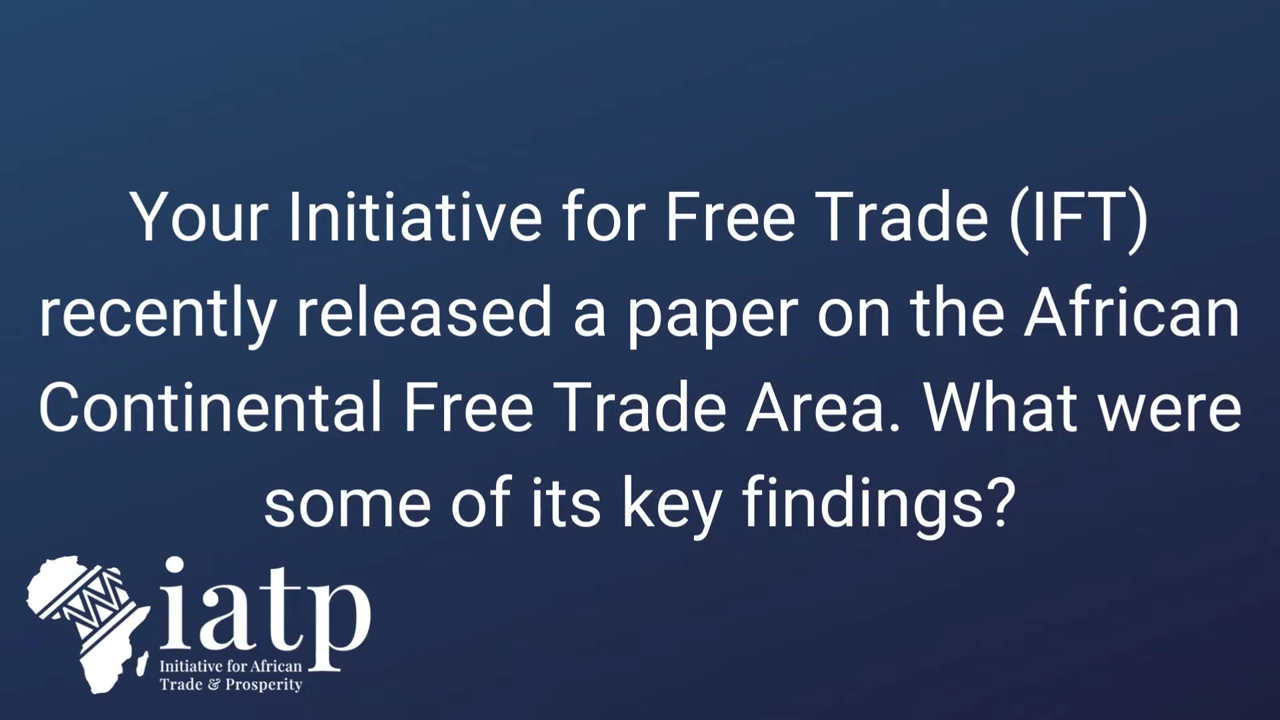 Your Initiative for Free Trade (IFT)
recently released a paper on the African
Continental Free Trade Area. What were
some of its key findings?
iatp
Initiative for African
Trade & Prosperity